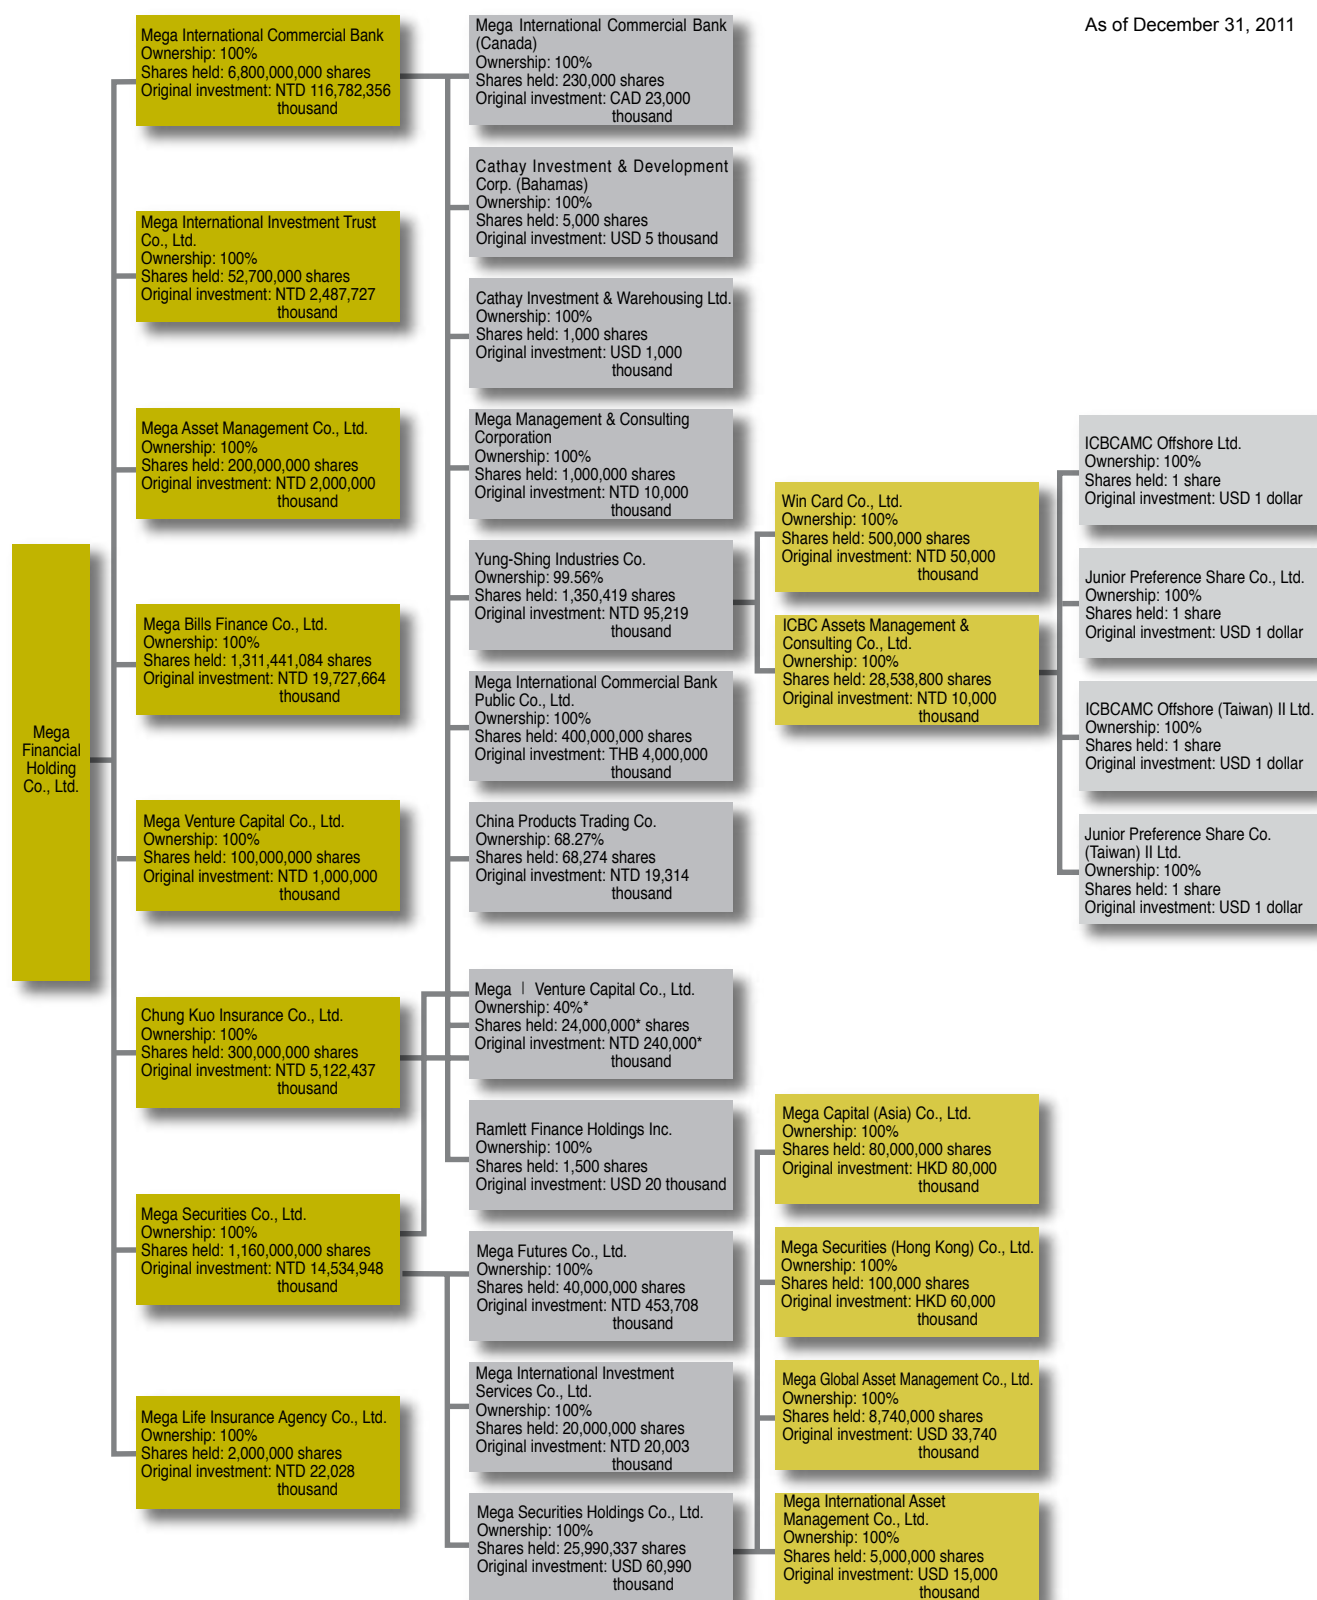 As of December 31, 2011
Mega
Financial
Holding
Co., Ltd.
Mega International Commercial Bank
Ownership: 100%
Shares held: 6,800,000,000 shares
Original investment: NTD 116,782,356
thousand
Mega International Investment Trust
Co., Ltd.
Ownership: 100%
Shares held: 52,700,000 shares
Original investment: NTD 2,487,727
thousand
Mega Asset Management Co., Ltd.
Ownership: 100%
Shares held: 200,000,000 shares
Original investment: NTD 2,000,000
thousand
Mega Bills Finance Co., Ltd.
Ownership: 100%
Shares held: 1,311,441,084 shares
Original investment: NTD 19,727,664
thousand
Mega Venture Capital Co., Ltd.
Ownership: 100%
Shares held: 100,000,000 shares
Original investment: NTD 1,000,000
thousand
Chung Kuo Insurance Co., Ltd.
Ownership: 100%
Shares held: 300,000,000 shares
Original investment: NTD 5,122,437
thousand
Mega Securities Co., Ltd.
Ownership: 100%
Shares held: 1,160,000,000 shares
Original investment: NTD 14,534,948
thousand
Mega Life Insurance Agency Co., Ltd.
Ownership: 100%
Shares held: 2,000,000 shares
Original investment: NTD 22,028
thousand
Mega International Commercial Bank
(Canada)
Ownership: 100%
Shares held: 230,000 shares
Original investment: CAD 23,000
thousand
Cathay Investment & Development
Corp. (Bahamas)
Ownership: 100%
Shares held: 5,000 shares
Original investment: USD 5 thousand
Cathay Investment & Warehousing Ltd.
Ownership: 100%
Shares held: 1,000 shares
Original investment: USD 1,000
thousand
Mega Management & Consulting
Corporation
Ownership: 100%
Shares held: 1,000,000 shares
Original investment: NTD 10,000
thousand
Yung-Shing Industries Co.
Ownership: 99.56%
Shares held: 1,350,419 shares
Original investment: NTD 95,219
thousand
Mega International Commercial Bank
Public Co., Ltd.
Ownership: 100%
Shares held: 400,000,000 shares
Original investment: THB 4,000,000
thousand
China Products Trading Co.
Ownership: 68.27%
Shares held: 68,274 shares
Original investment: NTD 19,314
thousand
Mega I Venture Capital Co., Ltd.
Ownership: 40%*
Shares held: 24,000,000* shares
Original investment: NTD 240,000*
thousand
Ramlett Finance Holdings Inc.
Ownership: 100%
Shares held: 1,500 shares
Original investment: USD 20 thousand
Mega Futures Co., Ltd.
Ownership: 100%
Shares held: 40,000,000 shares
Original investment: NTD 453,708
thousand
Mega International Investment
Services Co., Ltd.
Ownership: 100%
Shares held: 20,000,000 shares
Original investment: NTD 20,003
thousand
Mega Securities Holdings Co., Ltd.
Ownership: 100%
Shares held: 25,990,337 shares
Original investment: USD 60,990
thousand
Win Card Co., Ltd.
Ownership: 100%
Shares held: 500,000 shares
Original investment: NTD 50,000
thousand
ICBC Assets Management &
Consulting Co., Ltd.
Ownership: 100%
Shares held: 28,538,800 shares
Original investment: NTD 10,000
thousand
Mega Capital (Asia) Co., Ltd.
Ownership: 100%
Shares held: 80,000,000 shares
Original investment: HKD 80,000
thousand
Mega Securities (Hong Kong) Co., Ltd.
Ownership: 100%
Shares held: 100,000 shares
Original investment: HKD 60,000
thousand
Mega Global Asset Management Co., Ltd.
Ownership: 100%
Shares held: 8,740,000 shares
Original investment: USD 33,740
thousand
Mega International Asset
Management Co., Ltd.
Ownership: 100%
Shares held: 5,000,000 shares
Original investment: USD 15,000
thousand
ICBCAMC Offshore Ltd.
Ownership: 100%
Shares held: 1 share
Original investment: USD 1 dollar
Junior Preference Share Co., Ltd.
Ownership: 100%
Shares held: 1 share
Original investment: USD 1 dollar
ICBCAMC Offshore (Taiwan) II Ltd.
Ownership: 100%
Shares held: 1 share
Original investment: USD 1 dollar
Junior Preference Share Co.
(Taiwan) II Ltd.
Ownership: 100%
Shares held: 1 share
Original investment: USD 1 dollar